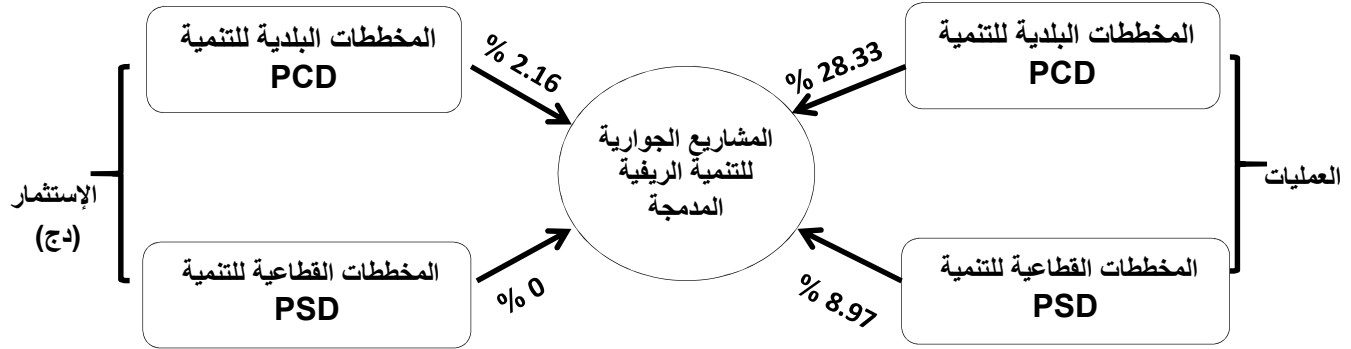 المخططات البلدية للتنمية
PCD
% 28.33
العمليات
المخططات القطاعية للتنمية
PSD
% 8.97
المشاريع الجوارية
للتنمية الريفية
المدمجة
المخططات البلدية للتنمية
PCD
% 2.16
الإستثمار
(دج)
المخططات القطاعية للتنمية
PSD
% 0